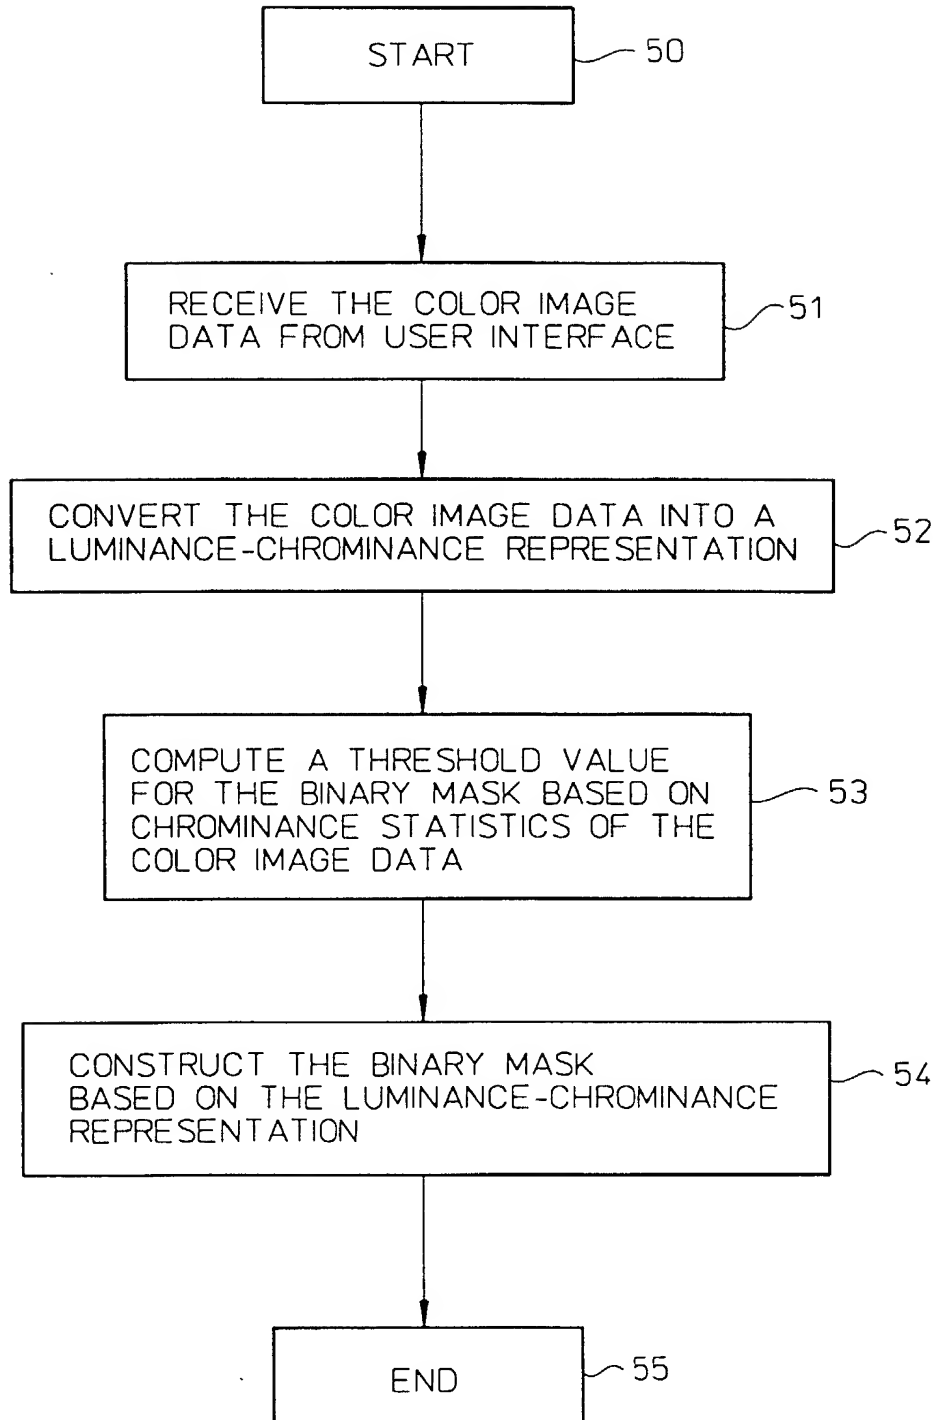 START
50
RECEIVE THE COLOR IMAGE
DATA FROM USER INTERFACE
51
CONVERT THE COLOR IMAGE DATA INTO A
LUMINANCE-CHROMINANCE REPRESENTATION
52
COMPUTE A THRESHOLD VALUE
FOR THE BINARY MASK BASED ON
CHROMINANCE STATISTICS OF THE
COLOR IMAGE DATA
53
CONSTRUCT THE BINARY MASK
BASED ON THE LUMINANCE-CHROMINANCE
REPRESENTATION
54
END
55